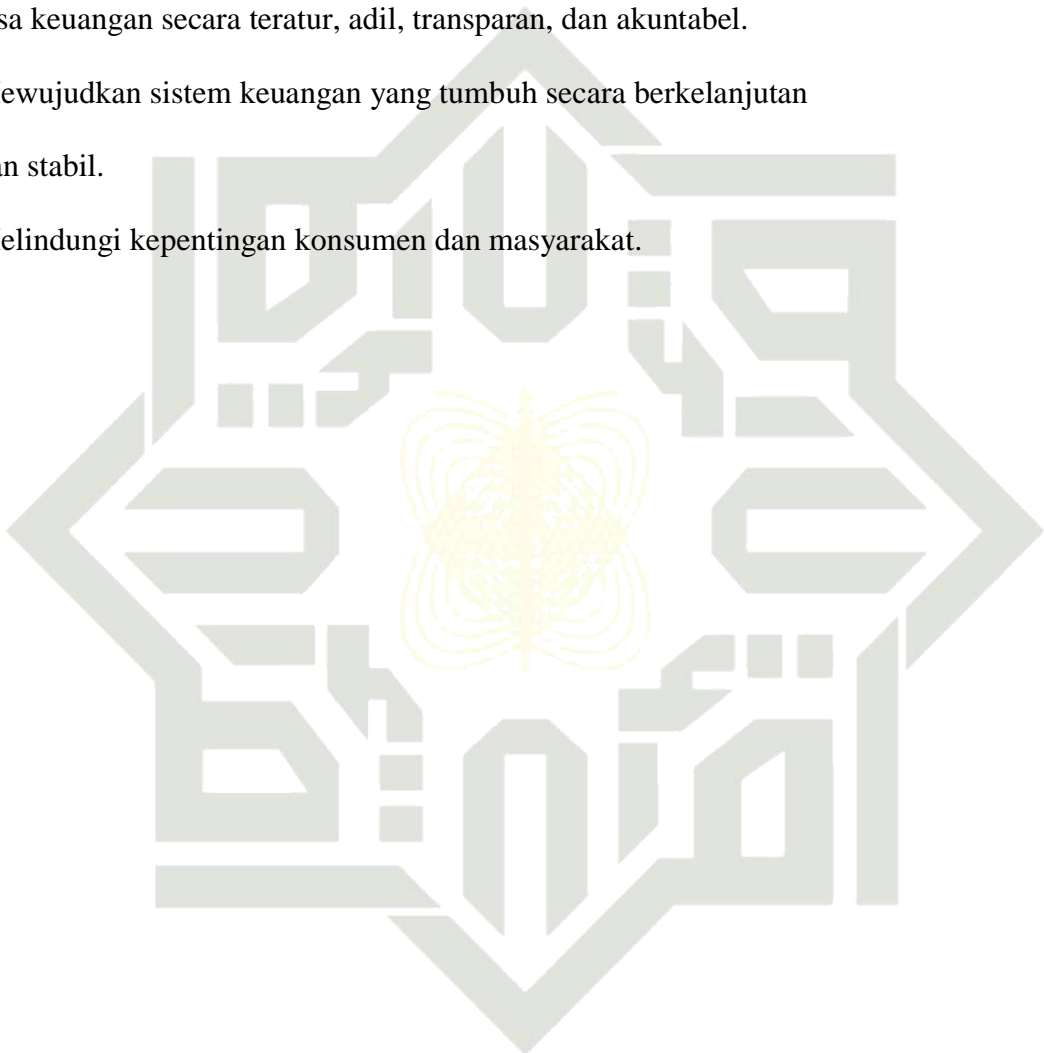 sa keuangan secara teratur, adil, transparan, dan akuntabel.
ewujudkan sistem keuangan yang tumbuh secara berkelanjutan
an stabil.
elindungi kepentingan konsumen dan masyarakat.